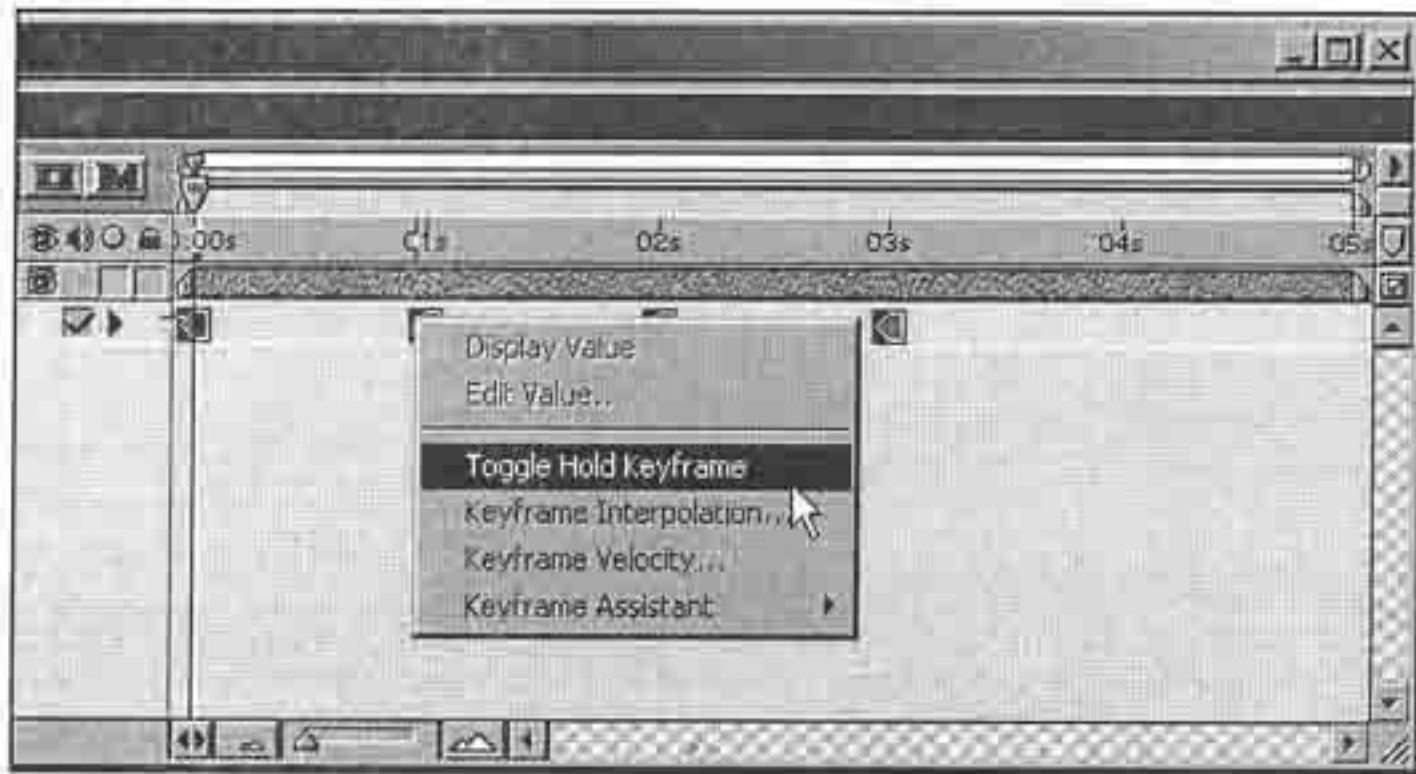 :00s 01s 02s 03s 04s 05s
Display Value
Edit Value...
Toggle Hold Keyframe
Keyframe Interpolation...
Keyframe Velocity...
Keyframe Assistant